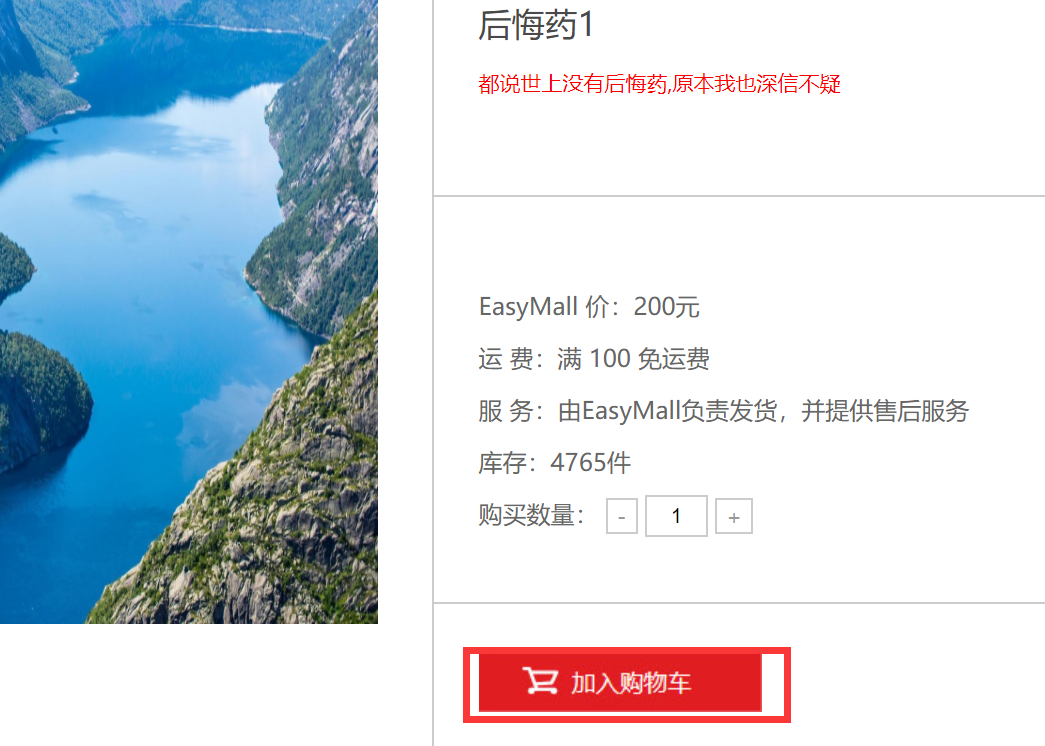 后悔药1
都说世上没有后悔药,原本我也深信不疑
EasyMall 价：200元
运 费：满 100 免运费
服 务：由EasyMall负责发货，并提供售后服务
库存：4765件
购买数量： - 1 +
加入购物车